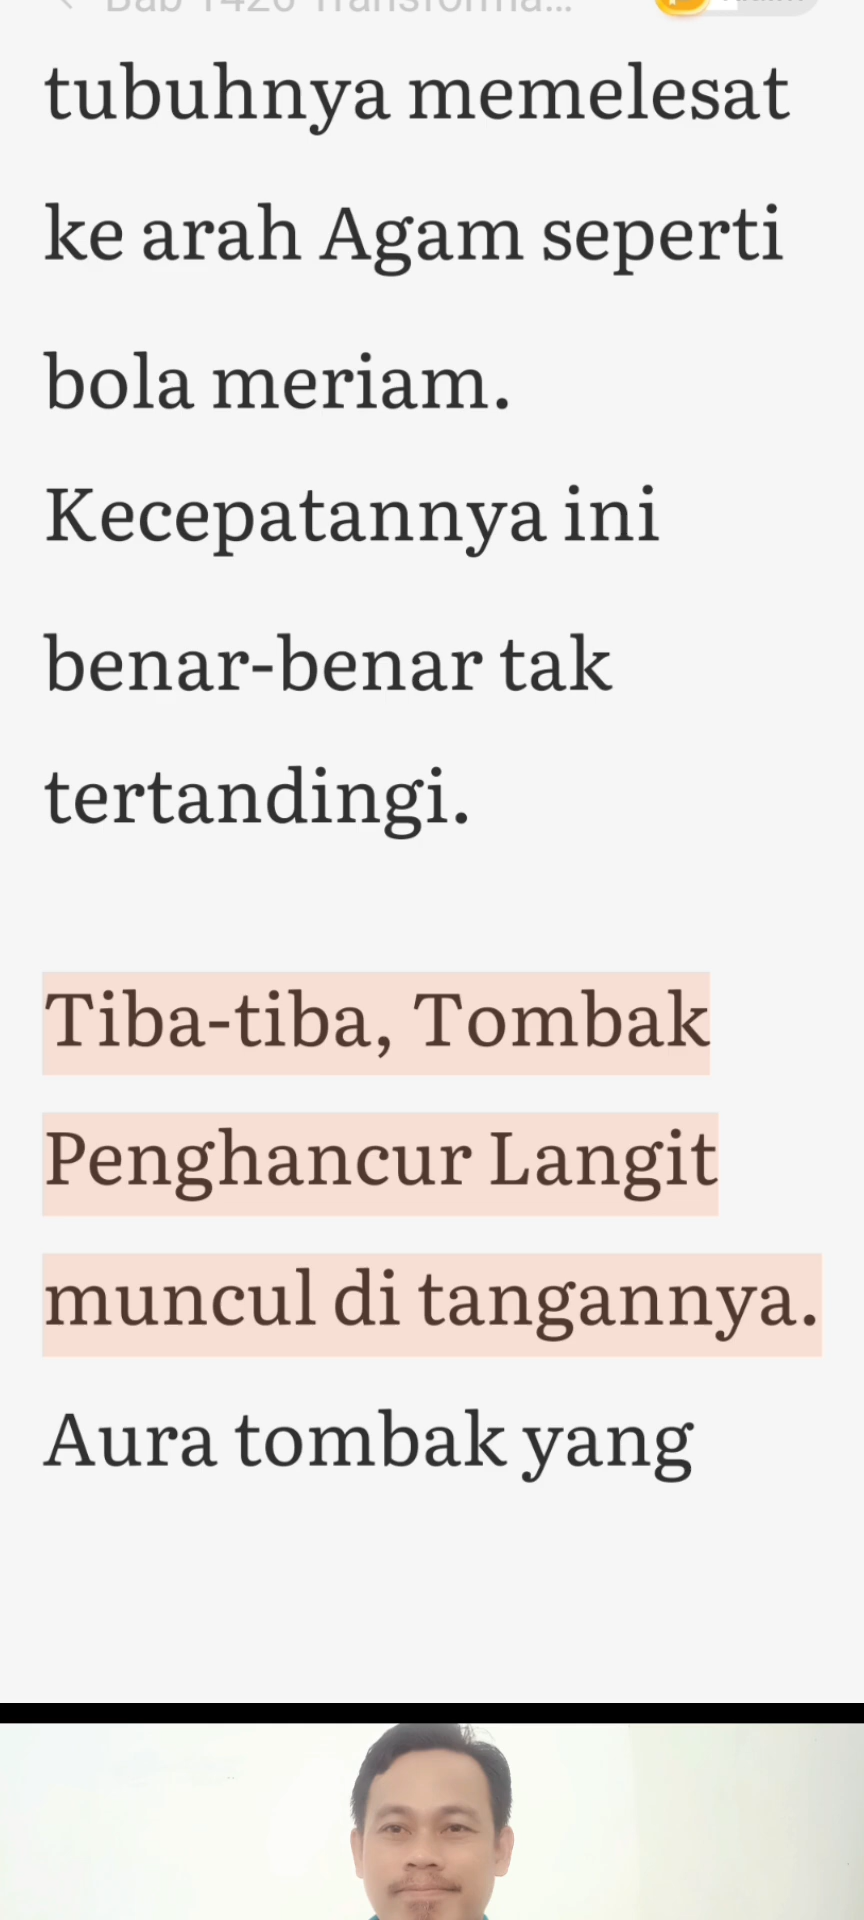 tubuhnya memelesat
ke arah Agam seperti
bola meriam.
Kecepatannya ini
benar-benar tak
tertandingi.
Tiba-tiba, Tombak
Penghancur Langit
muncul di tangannya.
Aura tombak yang